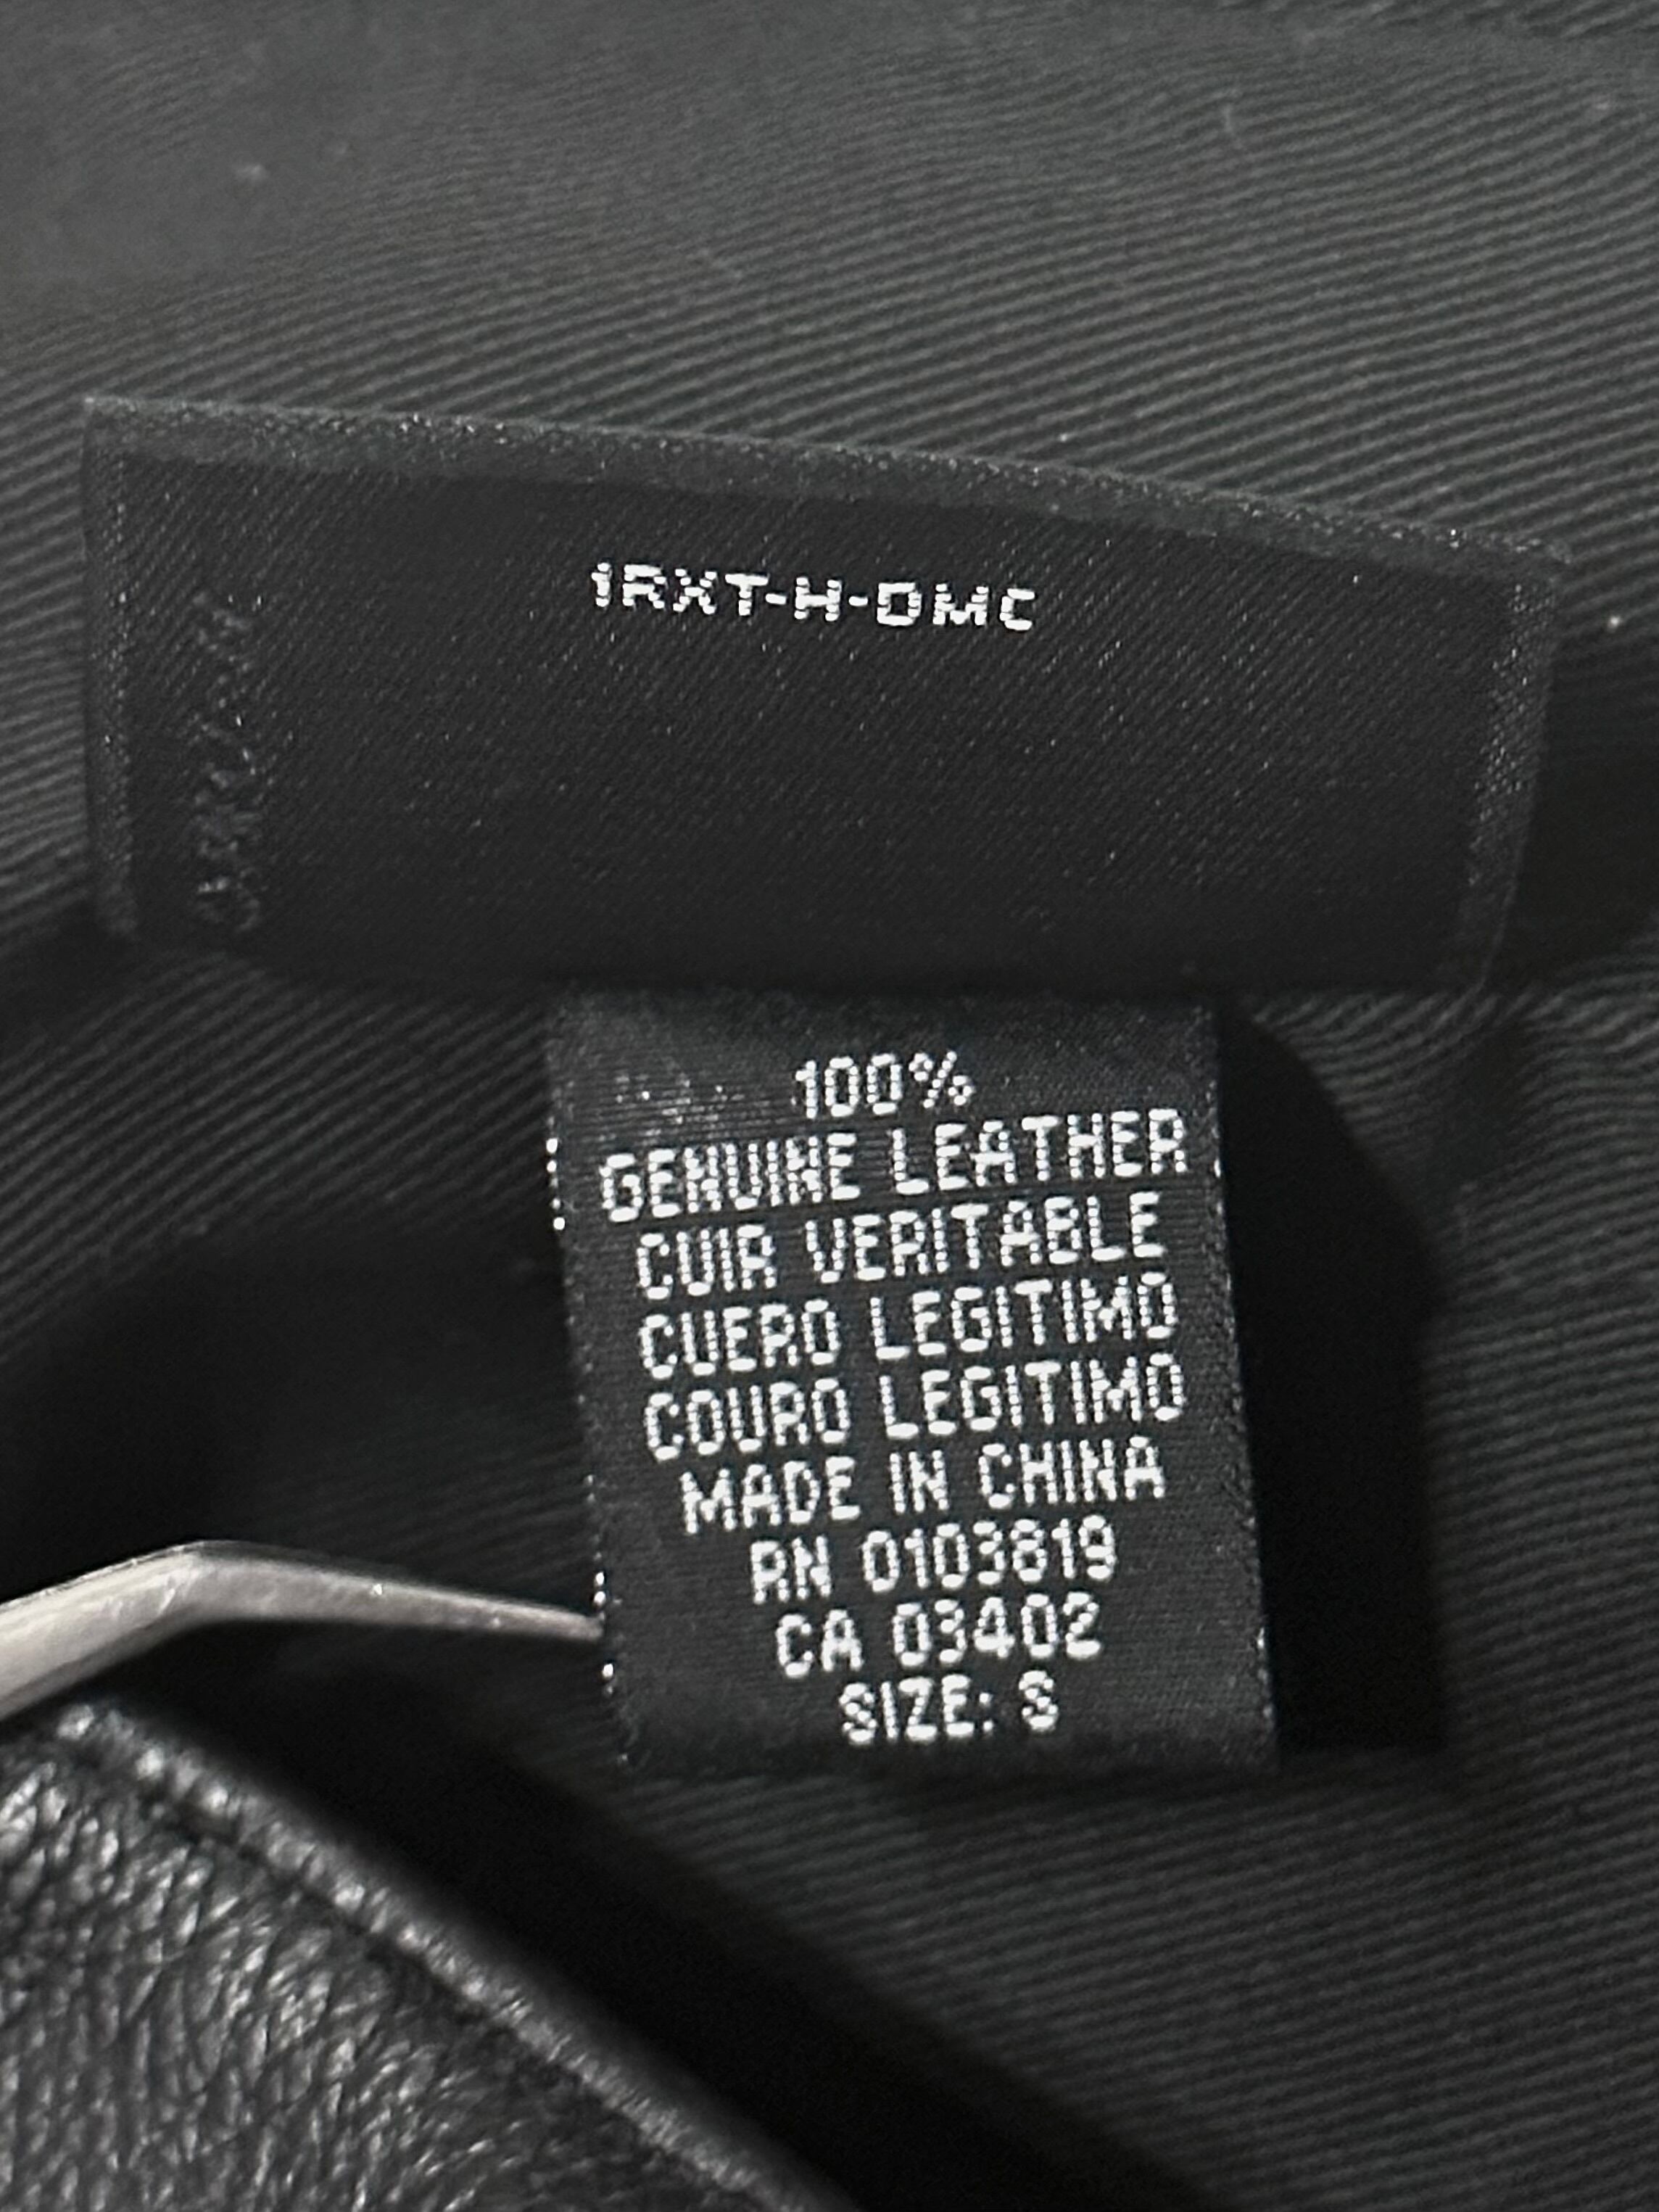 1RXT-H-DMC
100%
GENUINE LEATHER
CUIR VERITABLE
CUERO LEGITIMO
COURO LEGITIMO
MADE IN CHINA
RN 0103819
CA 03402
SIZE: S